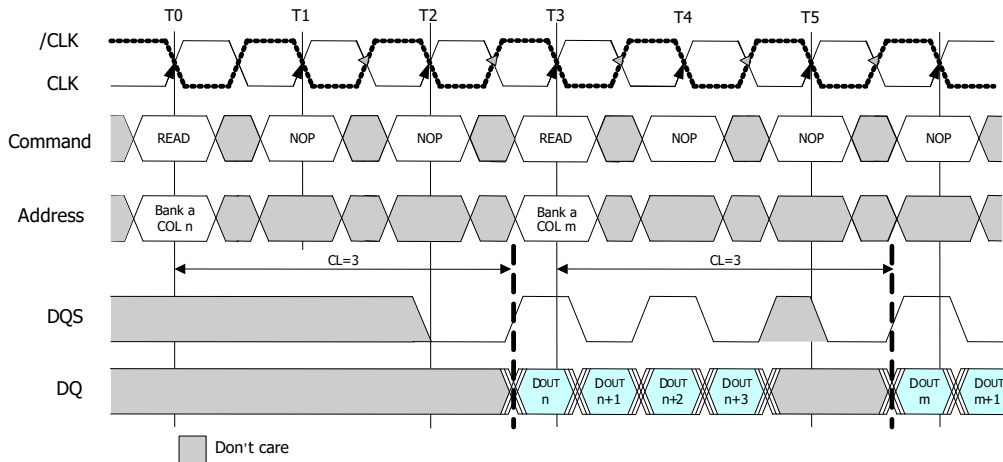 T0 T1 T2 T3 T4 T5
/CLK
CLK
Command READ NOP NOP READ NOP NOP NOP
Address Bank a COL n Bank a COL m
CL=3 CL=3
DQS
DQ DOUT n DOUT n+1 DOUT n+2 DOUT n+3 DOUT m DOUT m+1
Don't care